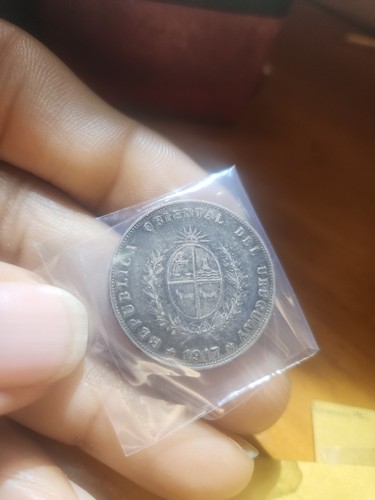 REPUBLICA ORIENTAL DEL URUGUAY
★ 1917 ★